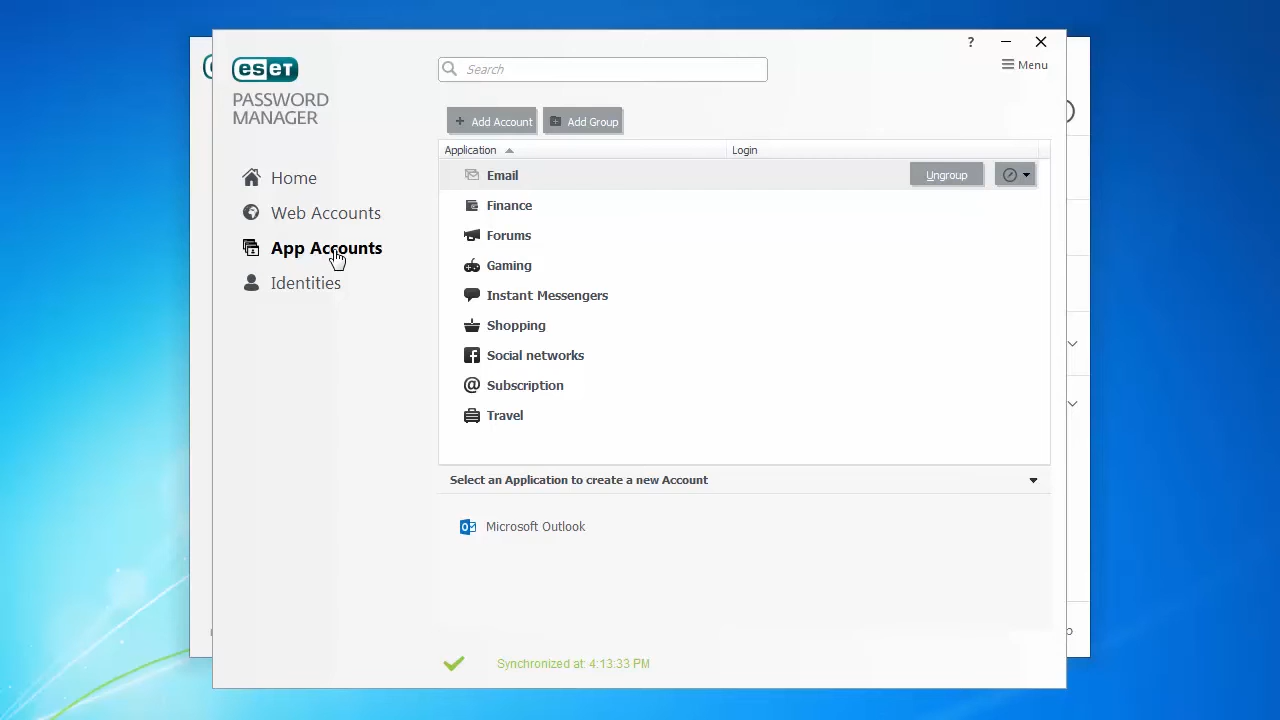 ?
eseT
PASSWORD
MANAGER
Search
Menu
+ Add Account
Add Group
Application
Login
Home
Web Accounts
App Accounts
Identities
Email
Ungroup
Finance
Forums
Gaming
Instant Messengers
Shopping
Social networks
@ Subscription
Travel
Select an Application to create a new Account
Microsoft Outlook
Synchronized at: 4:13:33 PM